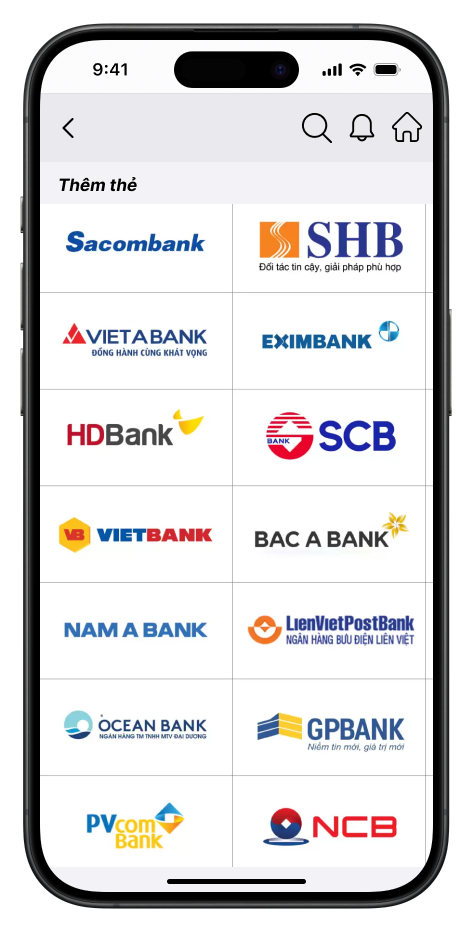 9:41
Thêm thẻ
Sacombank
SHB
Đối tác tin cậy, giải pháp phù hợp
VIETABANK
ĐỒNG HÀNH CÙNG KHÁT VỌNG
EXIMBANK
HDBank
BANK
SCB
VB VIETBANK
BAC A BANK
NAM A BANK
LienVietPostBank
NGÂN HÀNG BƯU ĐIỆN LIÊN VIỆT
OCEAN BANK
NGÂN HÀNG TM TNHH MTV ĐẠI DƯƠNG
GPBANK
Niềm tin mới, giá trị mới
PVcom
Bank
NCB